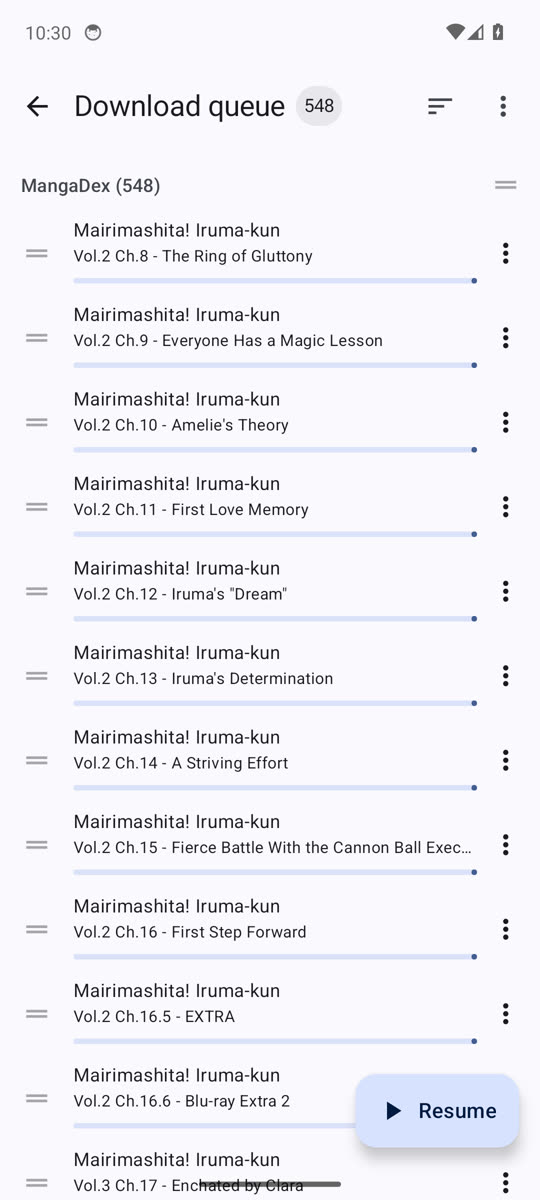 10:30
Download queue 548
MangaDex (548)
Mairimashita! Iruma-kun
Vol.2 Ch.8 - The Ring of Gluttony
Mairimashita! Iruma-kun
Vol.2 Ch.9 - Everyone Has a Magic Lesson
Mairimashita! Iruma-kun
Vol.2 Ch.10 - Amelie's Theory
Mairimashita! Iruma-kun
Vol.2 Ch.11 - First Love Memory
Mairimashita! Iruma-kun
Vol.2 Ch.12 - Iruma's "Dream"
Mairimashita! Iruma-kun
Vol.2 Ch.13 - Iruma's Determination
Mairimashita! Iruma-kun
Vol.2 Ch.14 - A Striving Effort
Mairimashita! Iruma-kun
Vol.2 Ch.15 - Fierce Battle With the Cannon Ball Exec...
Mairimashita! Iruma-kun
Vol.2 Ch.16 - First Step Forward
Mairimashita! Iruma-kun
Vol.2 Ch.16.5 - EXTRA
Mairimashita! Iruma-kun
Vol.2 Ch.16.6 - Blu-ray Extra 2
Resume
Mairimashita! Iruma-kun
Vol.3 Ch.17 - Enchated by Clara